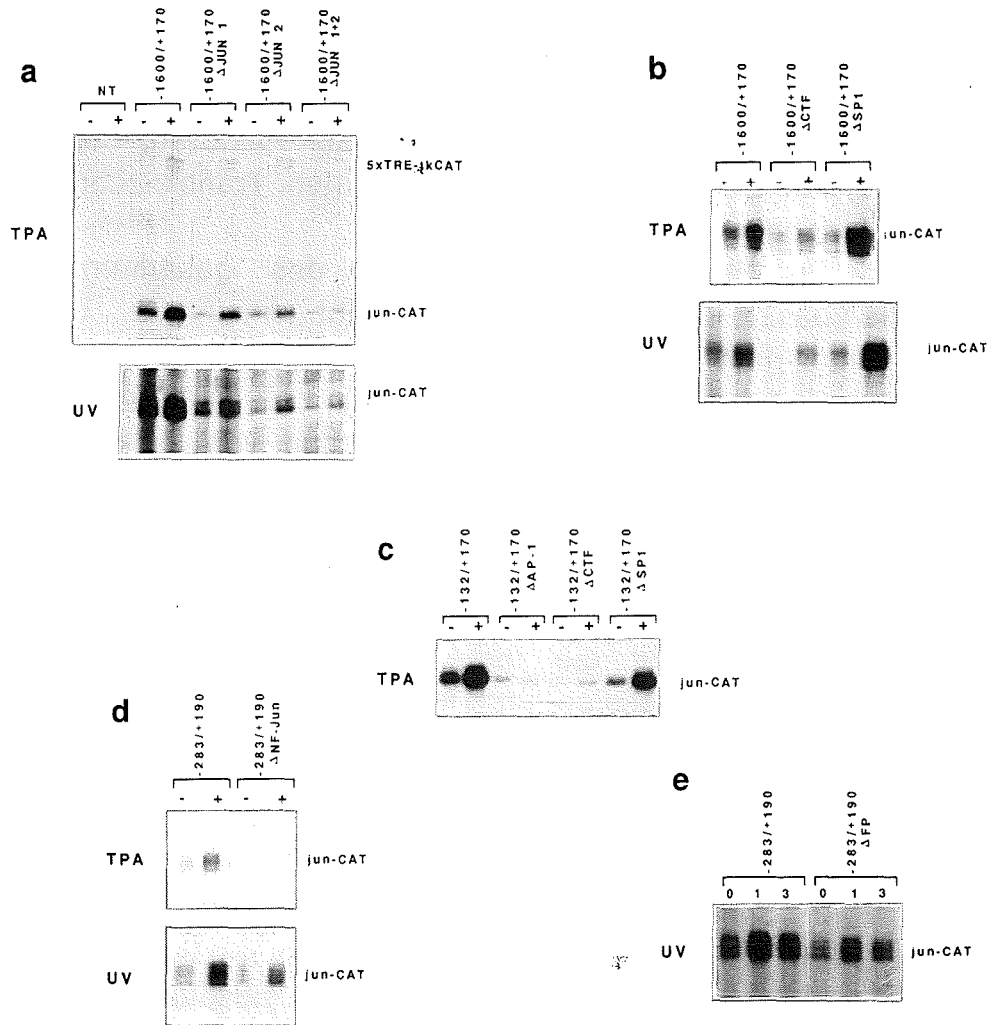 a
NT
-1600/+170
-1600/+170
ΔJUN 1
-1600/+170
ΔJUN 2
-1600/+170
ΔJUN 1+2
- + - + - + - + - +
5xTRE-tkCAT
TPA
jun-CAT
UV
jun-CAT
b
-1600/+170
-1600/+170
ΔCTF
-1600/+170
ΔSP1
- + - + - +
TPA
jun-CAT
UV
jun-CAT
c
-132/+170
-132/+170
ΔAP-1
-132/+170
ΔCTF
-132/+170
ΔSP1
- + - + - + - +
TPA
jun-CAT
d
-283/+190
-283/+190
ΔNF-Jun
- + - +
TPA
jun-CAT
UV
jun-CAT
e
-283/+190
-283/+190
ΔFP
0 1 3 0 1 3
UV
jun-CAT